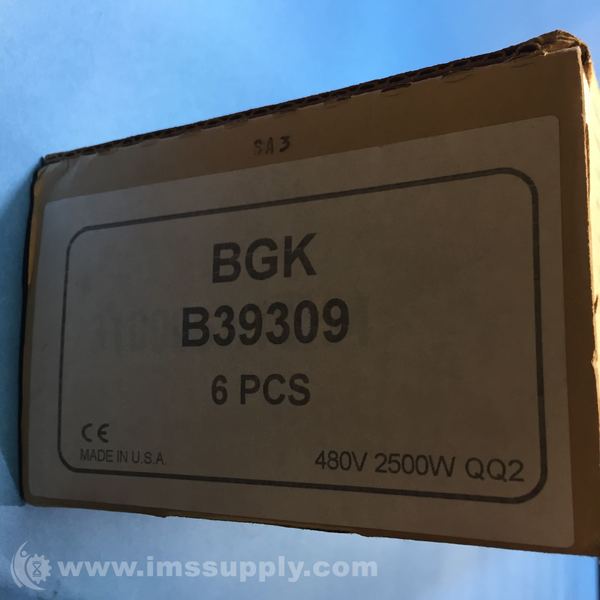 SA3
BGK
B39309
6 PCS
CE
MADE IN U.S.A.
480V 2500W QQ2
www.imssupply.com